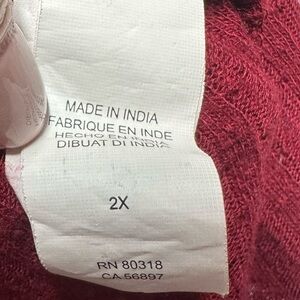 MADE IN INDIA
FABRIQUE EN INDE
HECHO EN INDIA
DIBUAT DI INDIA
2X
RN 80318
CA 56897